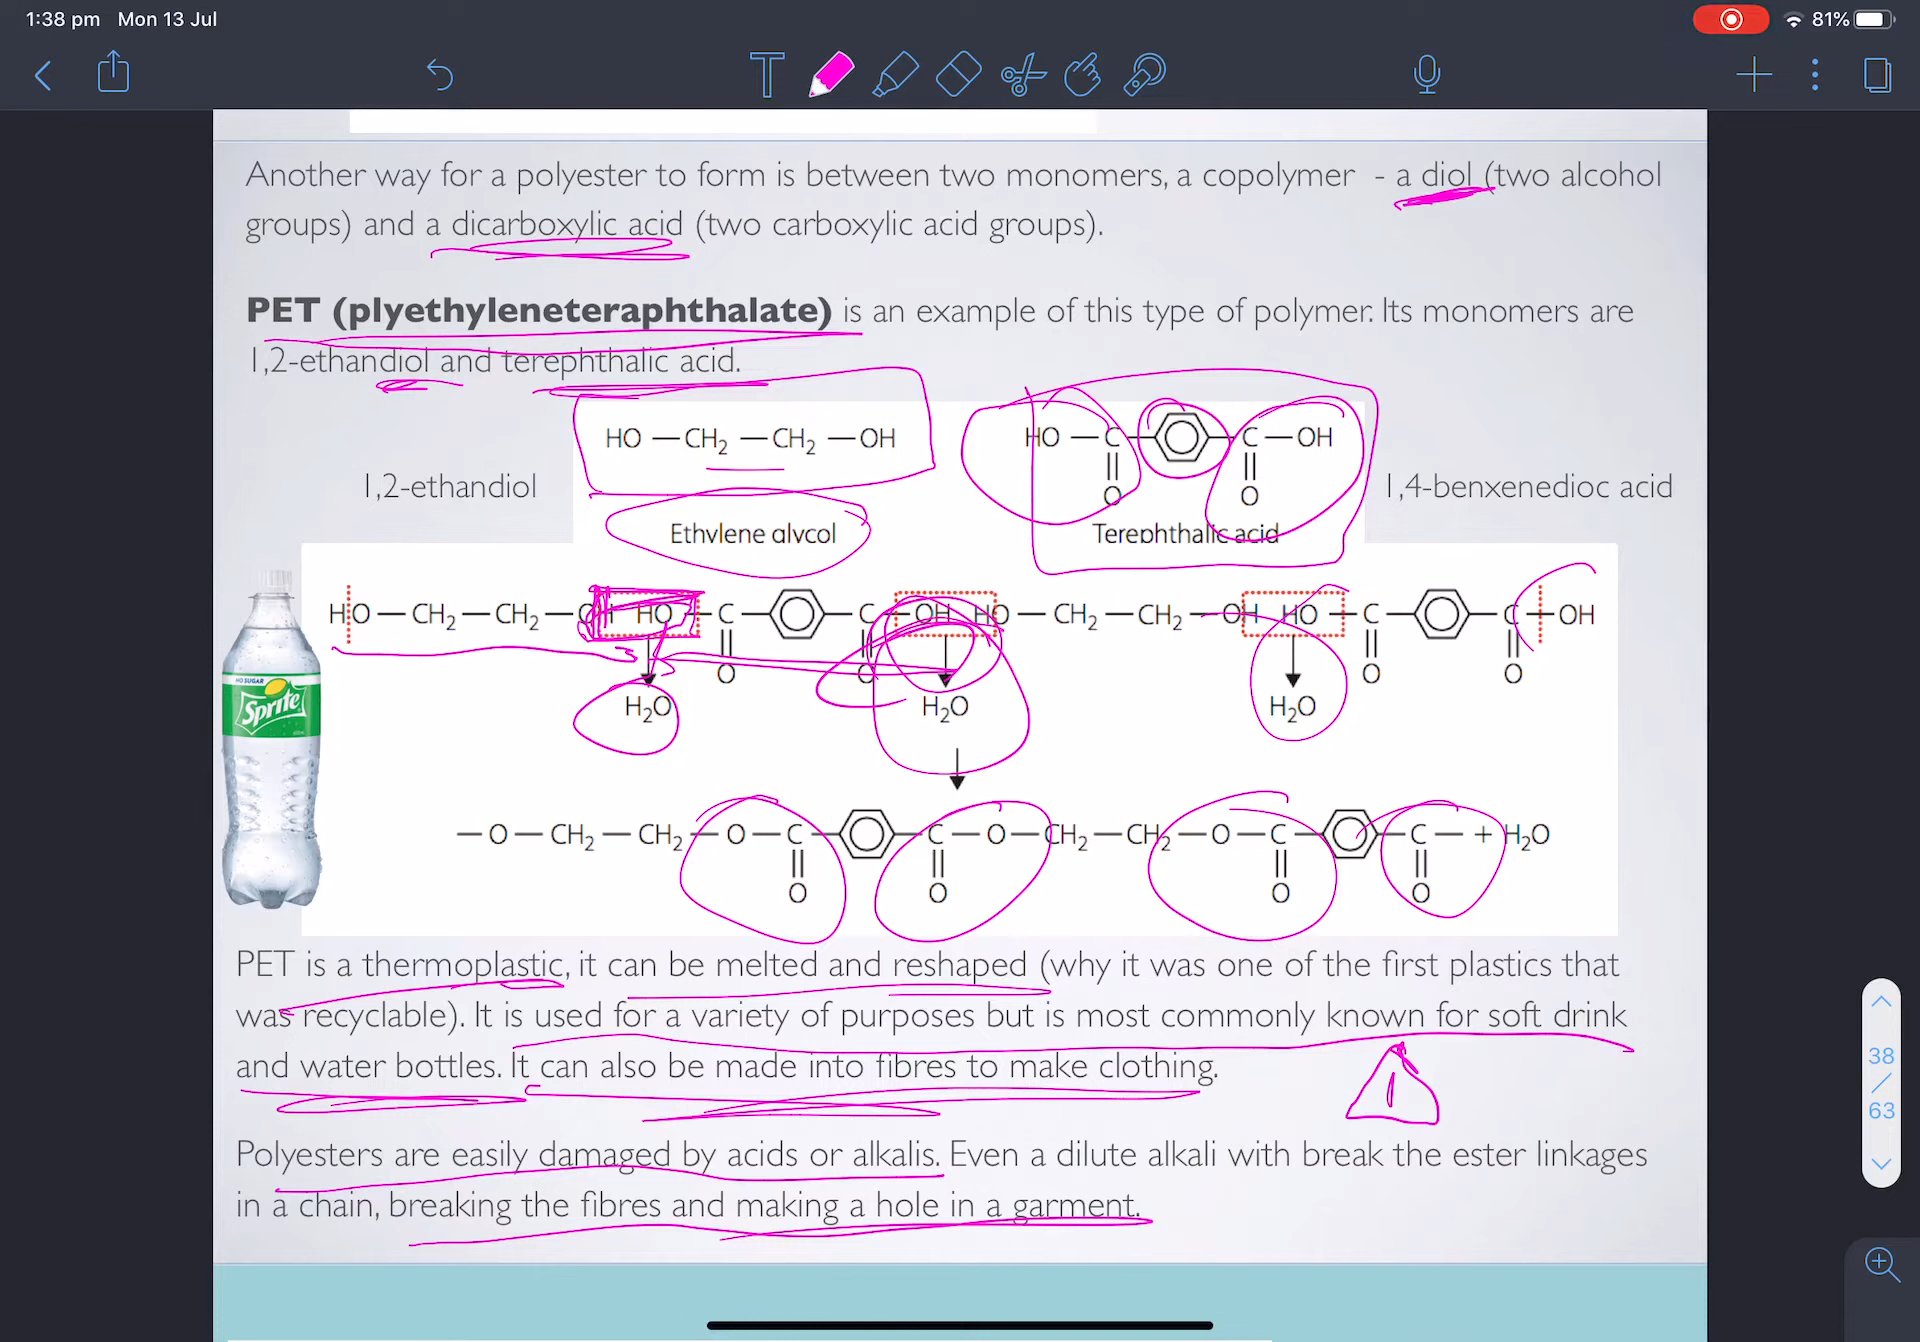 1:38 pm Mon 13 Jul
81%
Another way for a polyester to form is between two monomers, a copolymer - a diol (two alcohol
groups) and a dicarboxylic acid (two carboxylic acid groups).
PET (plyethyleneteraphthalate) is an example of this type of polymer. Its monomers are
1,2-ethandiol and terephthalic acid.
HO — CH₂ — CH₂ — OH
HO — C — C — OH
O O
1,2-ethandiol
1,4-benxenedioc acid
Ethylene glycol
Terephthalic acid
HO — CH₂ — CH₂ — OH HO — C — C — OH HO — CH₂ — CH₂ — OH HO — C — C — OH
O O O O
H₂O H₂O H₂O
NO SUGAR
Sprite
— O — CH₂ — CH₂ — O — C — C — O — CH₂ — CH₂ — O — C — C — + H₂O
O O O O
PET is a thermoplastic, it can be melted and reshaped (why it was one of the first plastics that
was recyclable). It is used for a variety of purposes but is most commonly known for soft drink
and water bottles. It can also be made into fibres to make clothing.
1
Polyesters are easily damaged by acids or alkalis. Even a dilute alkali with break the ester linkages
in a chain, breaking the fibres and making a hole in a garment.
38
/
63